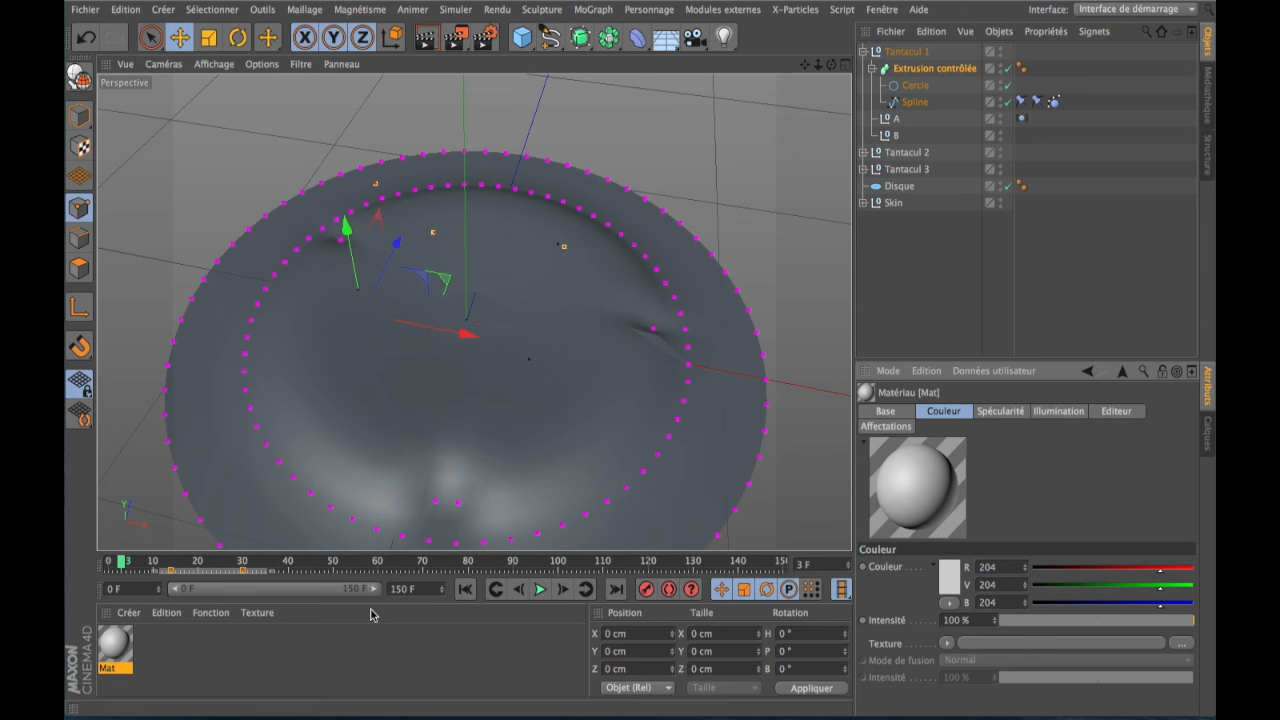 Fichier Edition Créer Sélectionner Outils Maillage Magnétisme Animer Simuler Rendu Sculpture MoGraph Personnage Modules externes X-Particles Script Fenêtre Aide Interface: Interface de démarrage
X Y Z
Vue Caméras Affichage Options Filtre Panneau
Perspective
Y
X
Fichier Edition Vue Objets Propriétés Signets
Tantacul 1
Extrusion contrôlée
Cercle
Spline
A
B
Tantacul 2
Tantacul 3
Disque
Skin
Objets
Médiathèque
Structure
Mode Edition Données utilisateur
Matériau [Mat]
Base Couleur Spécularité Illumination Editeur
Affectations
Couleur
Couleur R 204
V 204
B 204
Intensité 100 %
Texture ...
Mode de fusion Normal
Intensité 100 %
Attributs
Calques
0 3 10 20 30 40 50 60 70 80 90 100 110 120 130 140 15( 3 F
0 F 0 F 150 F 150 F P
Créer Edition Fonction Texture
Mat
MAXON
CINEMA 4D
Position Taille Rotation
X 0 cm X 0 cm H 0 °
Y 0 cm Y 0 cm P 0 °
Z 0 cm Z 0 cm B 0 °
Objet (Rel) Taille Appliquer